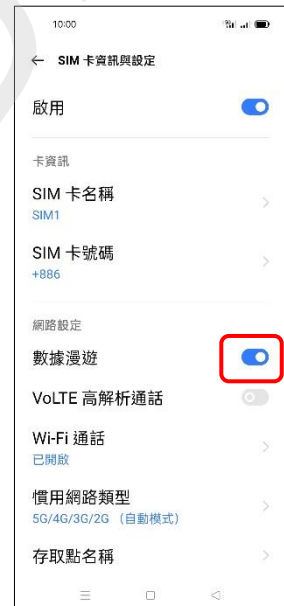 10:00
← SIM 卡資訊與設定
啟用
卡資訊
SIM 卡名稱
SIM1
SIM 卡號碼
+886
網路設定
數據漫遊
VoLTE 高解析通話
Wi-Fi 通話
已開啟
慣用網路類型
5G/4G/3G/2G （自動模式）
存取點名稱